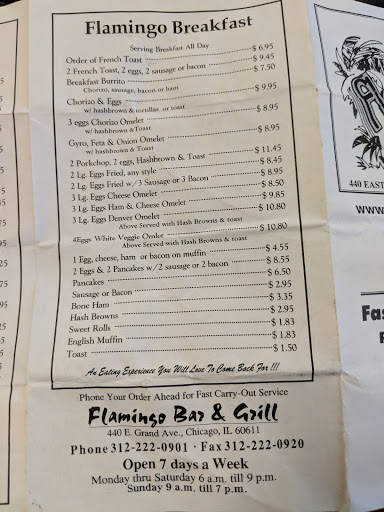 Flamingo Breakfast
Serving Breakfast All Day
Order of French Toast $ 6.95
2 French Toast, 2 eggs, 2 sausage or bacon $ 9.45
Breakfast Burrito $ 7.50
Chorizo, sausage, bacon or ham
Chorizo & Eggs $ 9.95
w/ hashbrown & tortillas or toast
3 eggs Chorizo Omelet $ 8.95
w/ hashbrown & Toast
Gyro, Feta & Onion Omelet $ 8.95
w/ hashbrown & Toast
2 Porkchop, 2 eggs, Hashbrown & Toast $ 11.45
2 Lg. Eggs Fried, any style $ 8.45
2 Lg. Eggs Fried w/3 Sausage or 3 Bacon $ 8.95
3 Lg. Eggs Cheese Omelet $ 8.50
3 Lg. Eggs Ham & Cheese Omelet $ 9.85
3 Lg. Eggs Denver Omelet $ 10.80
Above Served with Hash Browns & toast
4Eggs White Veggie Omlet $ 10.80
Above Served with Hash Browns & toast
1 Egg, cheese, ham or bacon on muffin $ 4.55
2 Eggs & 2 Pancakes w/2 sausage or 2 bacon $ 8.55
Pancakes $ 6.50
Sausage or Bacon $ 2.95
Bone Ham $ 3.35
Hash Browns $ 2.95
Sweet Rolls $ 1.83
English Muffin $ 1.83
Toast $ 1.50
An Eating Experience You Will Love To Come Back For !!!
Phone Your Order Ahead for Fast Carry-Out Service
Flamingo Bar & Grill
440 E. Grand Ave., Chicago, IL 60611
Phone 312-222-0901 · Fax 312-222-0920
Open 7 days a Week
Monday thru Saturday 6 a.m. till 9 p.m.
Sunday 9 a.m. till 7 p.m.
440 EAST
www.
Fas